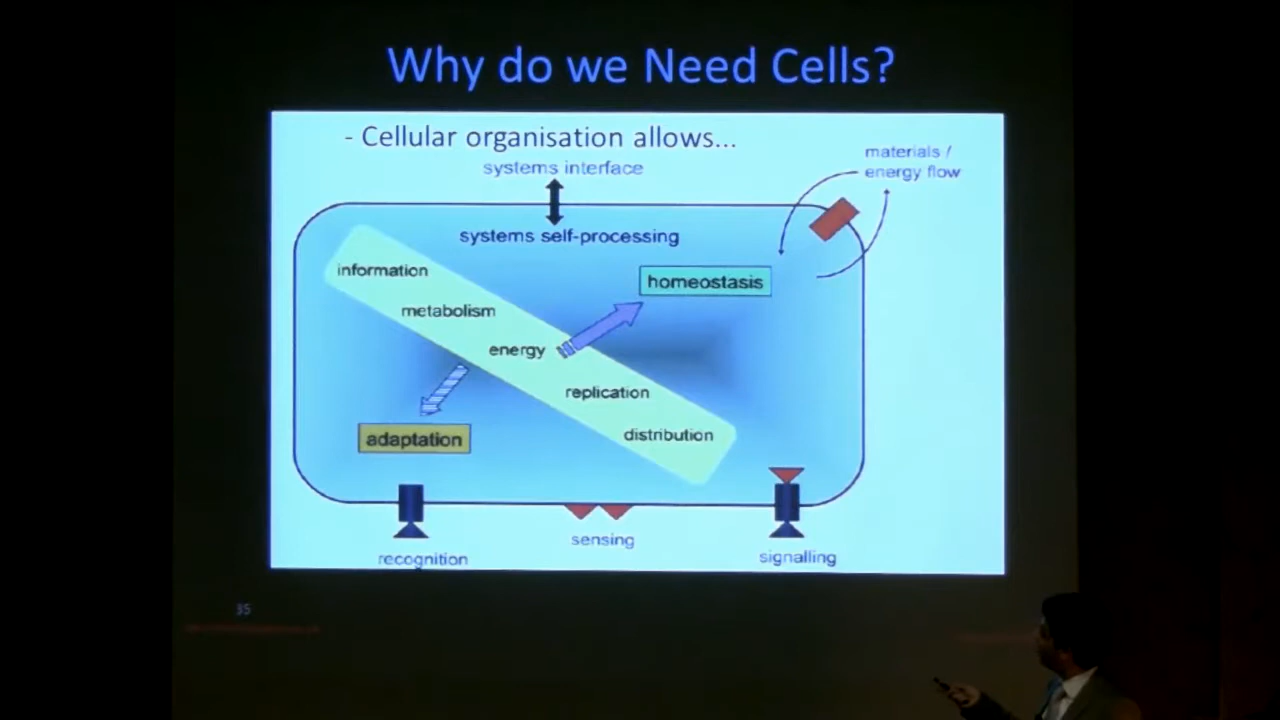 Why do we Need Cells?
- Cellular organisation allows...
systems interface
materials /
energy flow
systems self-processing
information
homeostasis
metabolism
energy
replication
adaptation
distribution
recognition
sensing
signalling
35